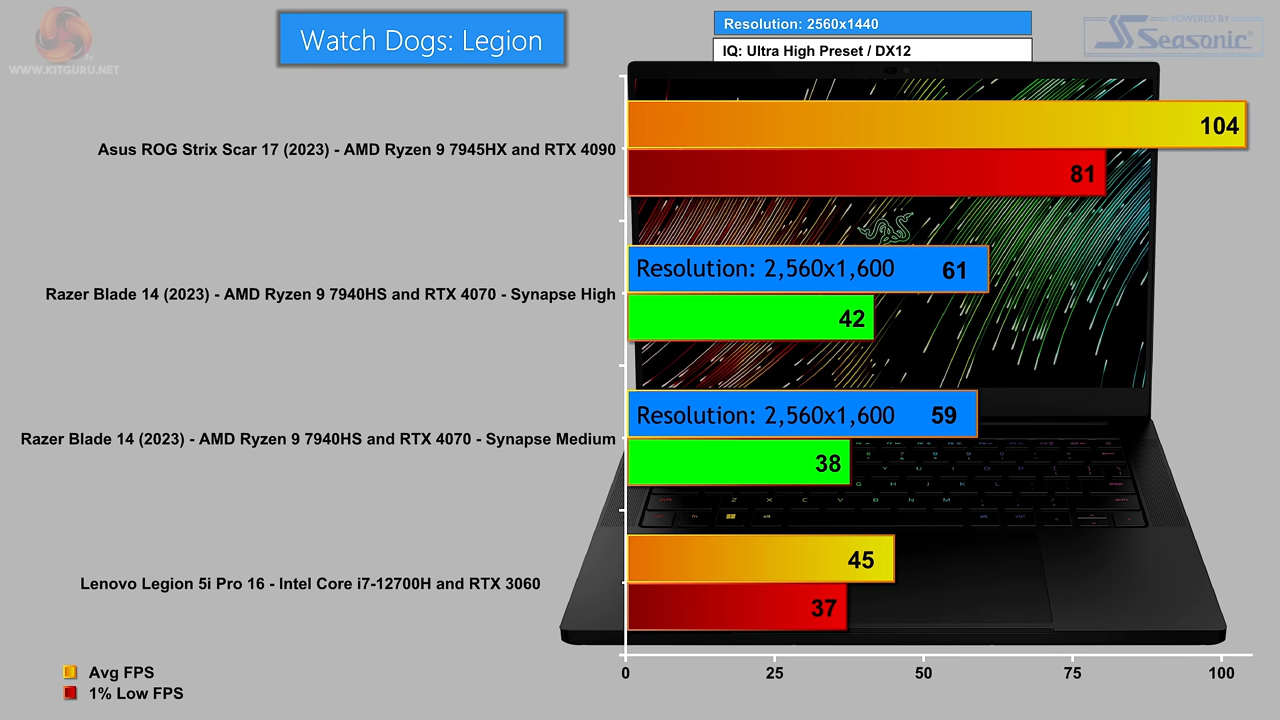 WWW.KITGURU.NET
Watch Dogs: Legion
Resolution: 2560x1440
IQ: Ultra High Preset / DX12
POWERED BY
Seasonic
Asus ROG Strix Scar 17 (2023) - AMD Ryzen 9 7945HX and RTX 4090
104
81
Razer Blade 14 (2023) - AMD Ryzen 9 7940HS and RTX 4070 - Synapse High
Resolution: 2,560x1,600 61
42
Razer Blade 14 (2023) - AMD Ryzen 9 7940HS and RTX 4070 - Synapse Medium
Resolution: 2,560x1,600 59
38
Lenovo Legion 5i Pro 16 - Intel Core i7-12700H and RTX 3060
45
37
0 25 50 75 100
Avg FPS
1% Low FPS